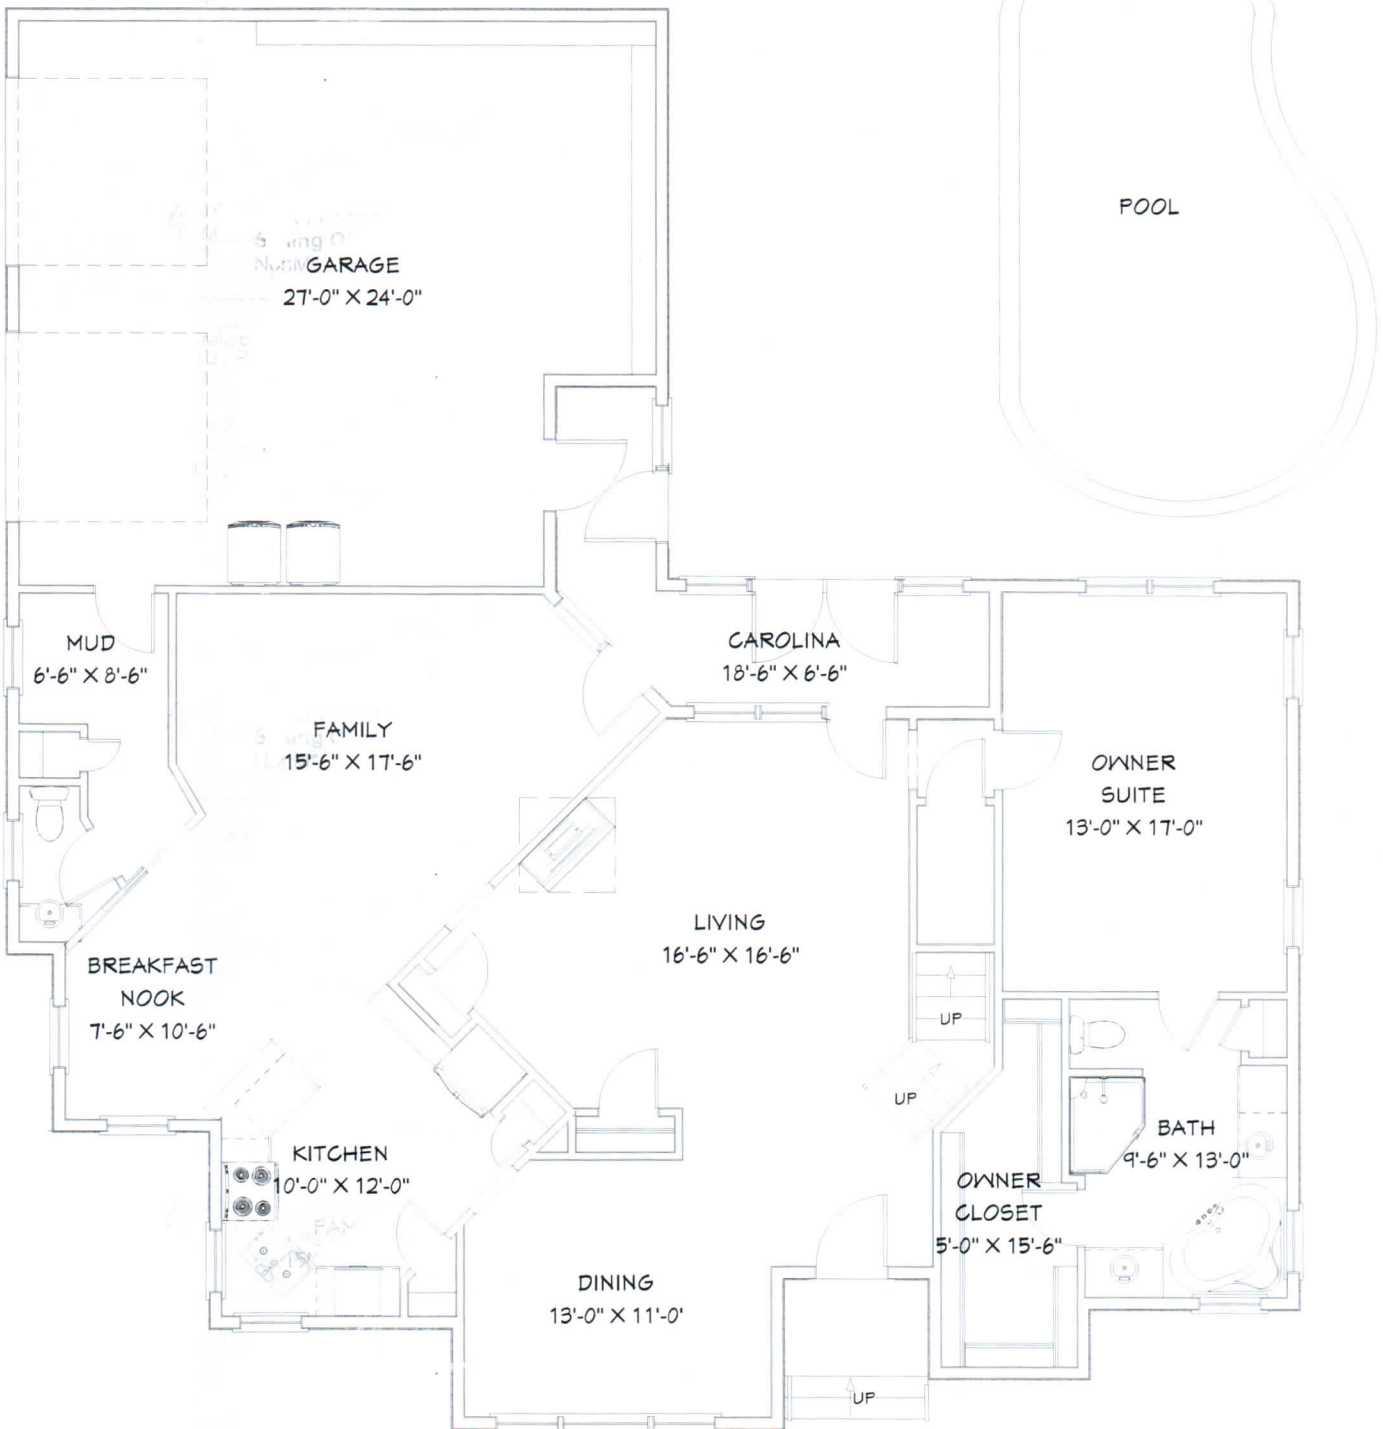 POOL
GARAGE
27'-0" X 24'-0"
MUD
6'-6" X 8'-6"
CAROLINA
18'-6" X 6'-6"
FAMILY
15'-6" X 17'-6"
OWNER
SUITE
13'-0" X 17'-0"
LIVING
16'-6" X 16'-6"
BREAKFAST
NOOK
7'-6" X 10'-6"
UP
UP
KITCHEN
10'-0" X 12'-0"
BATH
9'-6" X 13'-0"
OWNER
CLOSET
5'-0" X 15'-6"
DINING
13'-0" X 11'-0'
UP